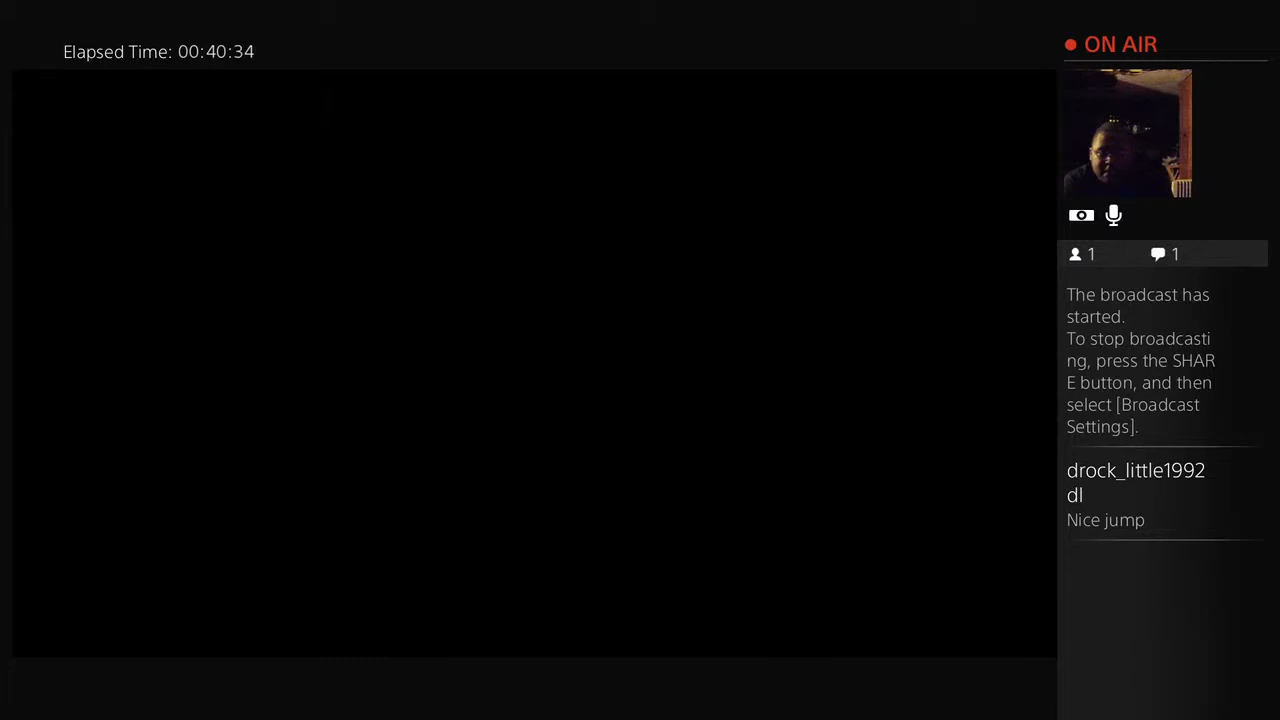 Elapsed Time: 00:40:34
ON AIR
1 1
The broadcast has
started.
To stop broadcasti
ng, press the SHAR
E button, and then
select [Broadcast
Settings].
drock_little1992
dl
Nice jump